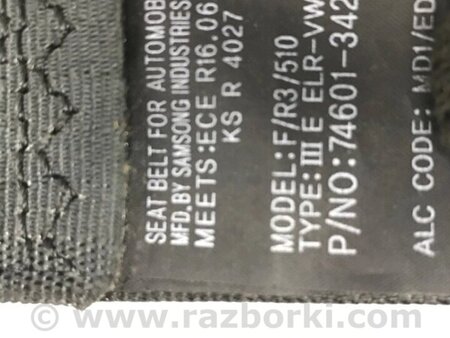 SEAT BELT FOR AUTOMOB
MFD.BY SAMSONG INDUSTRIES
MEETS:ECE R16.06
KS R 4027
MODEL:F/R3/510
TYPE:III E ELR-VW
P/NO:74601-342
ALC CODE: MD1/ED
© www.razborki.com